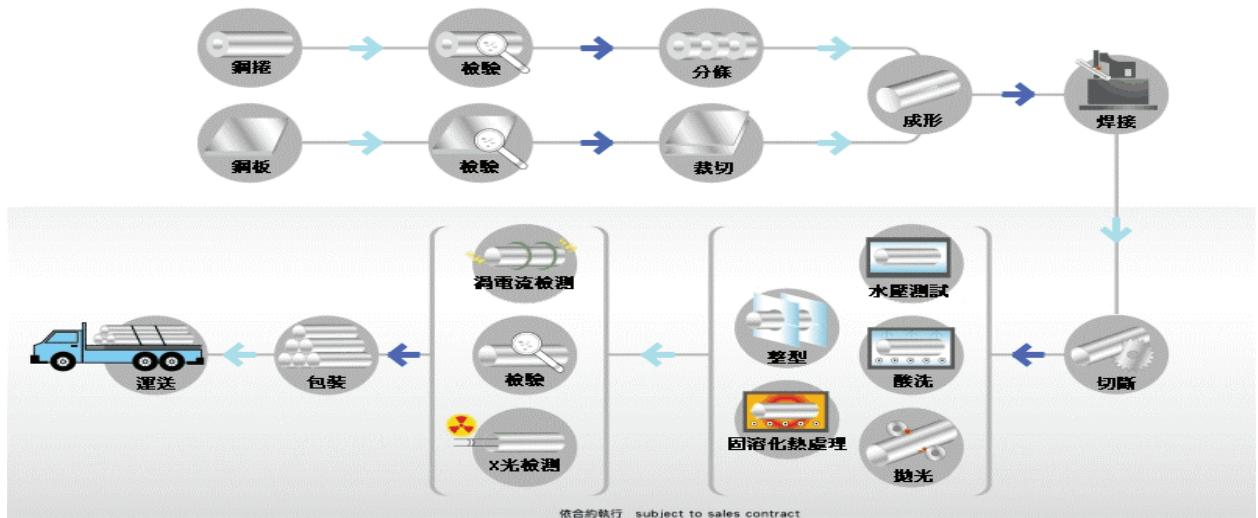 鋼捲
檢驗
分條
成形
焊接
鋼板
檢驗
裁切
渦電流檢測
水壓測試
整型
運送
包裝
檢驗
酸洗
切斷
固溶化熱處理
X光檢測
拋光
依合約執行 subject to sales contract